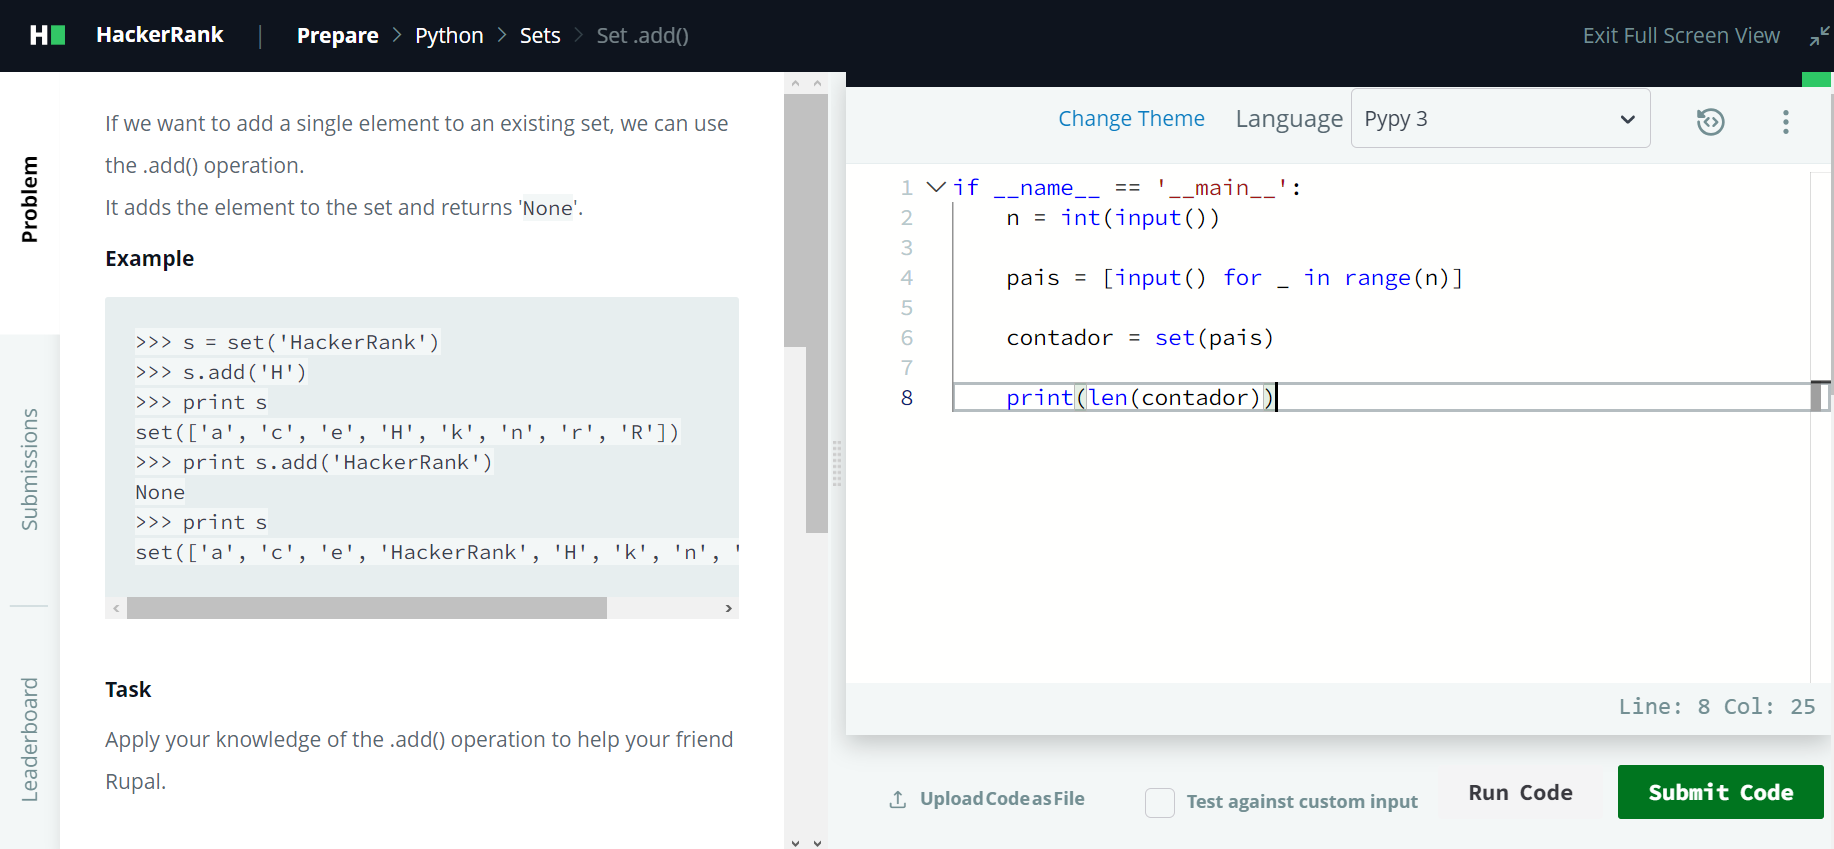 H HackerRank | Prepare > Python > Sets > Set .add() Exit Full Screen View
Problem
Submissions
Leaderboard
If we want to add a single element to an existing set, we can use
the .add() operation.
It adds the element to the set and returns 'None'.
Example
>>> s = set('HackerRank')
>>> s.add('H')
>>> print s
set(['a', 'c', 'e', 'H', 'k', 'n', 'r', 'R'])
>>> print s.add('HackerRank')
None
>>> print s
set(['a', 'c', 'e', 'HackerRank', 'H', 'k', 'n', '
Task
Apply your knowledge of the .add() operation to help your friend
Rupal.
Change Theme Language Pypy 3
1 if __name__ == '__main__':
2     n = int(input())
3
4     pais = [input() for _ in range(n)]
5
6     contador = set(pais)
7
8     print(len(contador))
Line: 8 Col: 25
Upload Code as File Test against custom input Run Code Submit Code